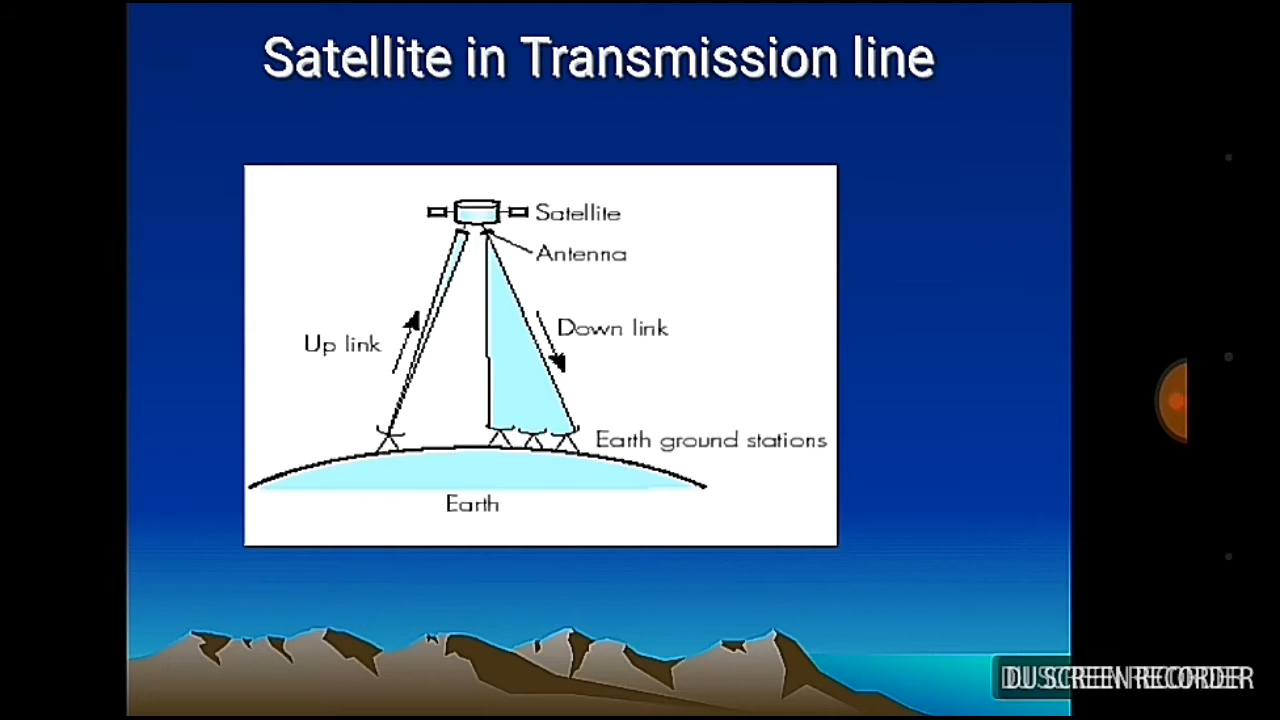 Satellite in Transmission line
Satellite
Antenna
Down link
Up link
Earth ground stations
Earth
DU SCREEN RECORDER